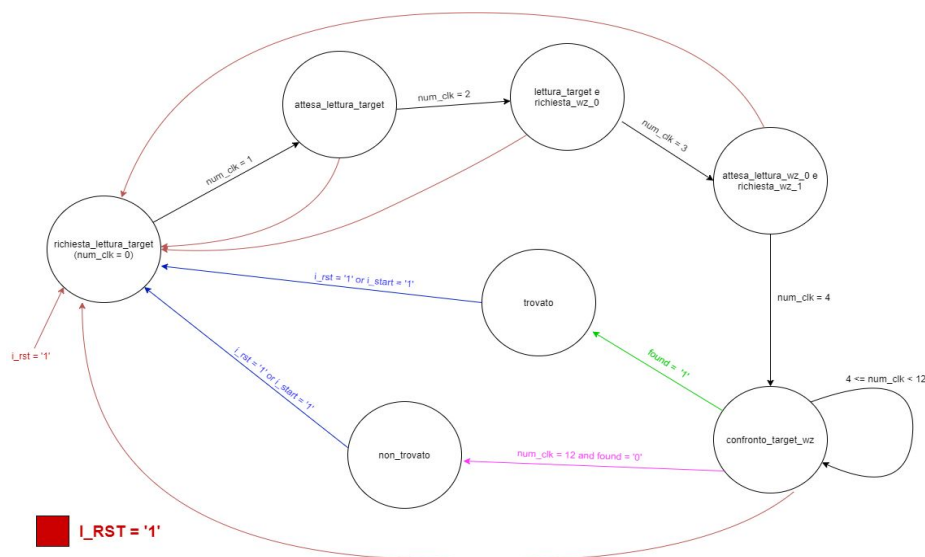 attesa_lettura_target
num_clk = 2
lettura_target e
richiesta_wz_0
num_clk = 3
attesa_lettura_wz_0 e
richiesta_wz_1
num_clk = 1
richiesta_lettura_target
(num_clk = 0)
i_rst = '1' or i_start = '1'
trovato
num_clk = 4
i_rst = '1'
i_rst = '1' or i_start = '1'
found = '1'
4 <= num_clk < 12
confronto_target_wz
non_trovato
num_clk = 12 and found = '0'
I_RST = '1'